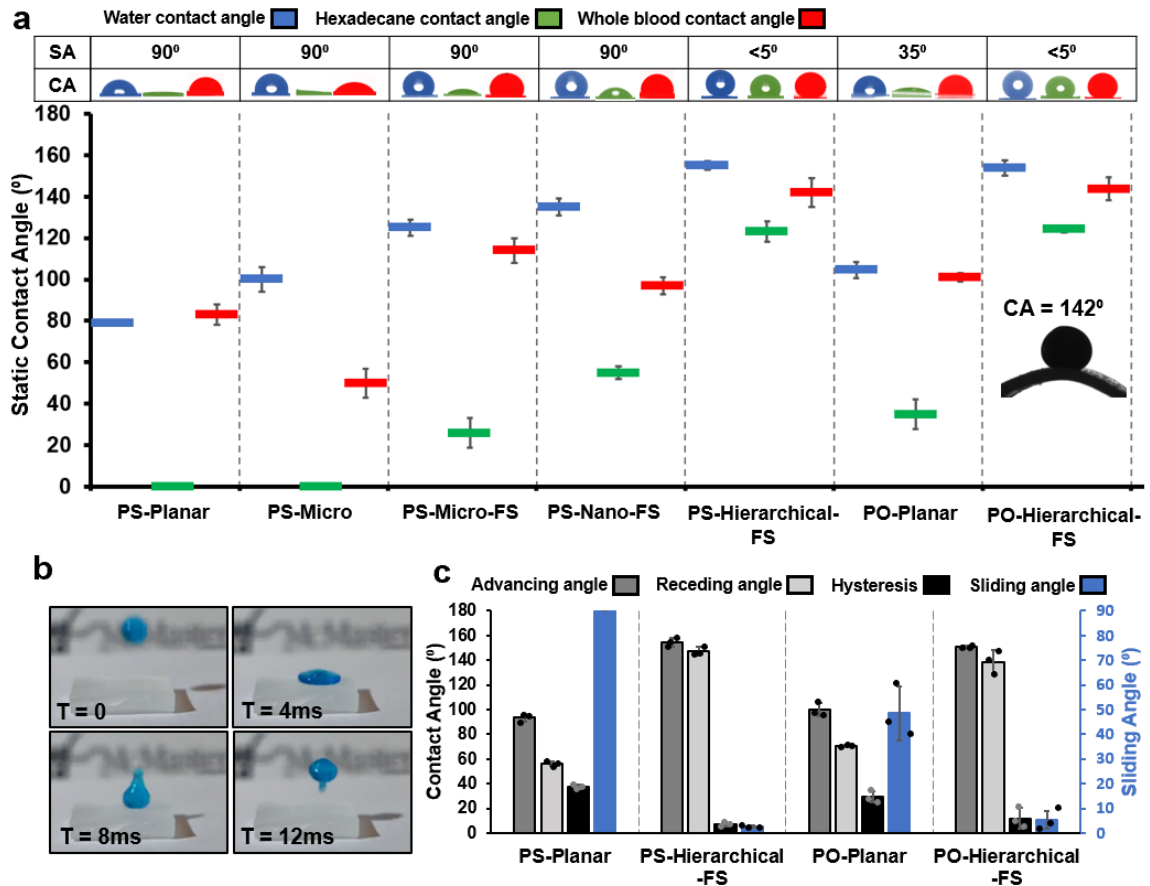 a
Water contact angle Hexadecane contact angle Whole blood contact angle
SA 90⁰ 90⁰ 90⁰ 90⁰ <5⁰ 35⁰ <5⁰
CA
Static Contact Angle (⁰)
180
160
140
120
100
80
60
40
20
0
CA = 142⁰
PS-Planar PS-Micro PS-Micro-FS PS-Nano-FS PS-Hierarchical- PO-Planar PO-Hierarchical-
FS FS
b
McMaster
T = 0
T = 4ms
T = 8ms
T = 12ms
c
Advancing angle Receding angle Hysteresis Sliding angle
Contact Angle (⁰)
180
160
140
120
100
80
60
40
20
0
Sliding Angle (⁰)
90
80
70
60
50
40
30
20
10
0
PS-Planar PS-Hierarchical PO-Planar PO-Hierarchical
-FS -FS